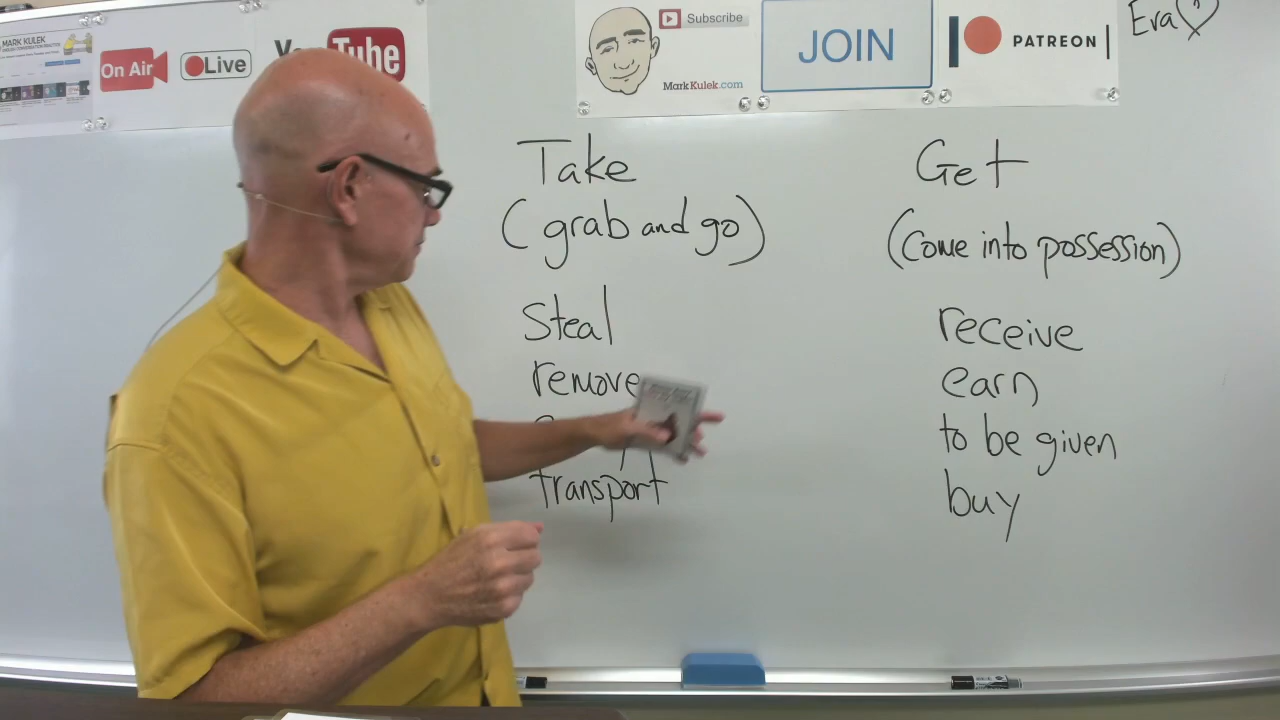 MARK KULEK
On Air
Live
YouTube
Subscribe
MarkKulek.com
JOIN
PATREON
Eva
Take
(grab and go)
Steal
remove
transport
Get
(Come into possession)
receive
earn
to be given
buy